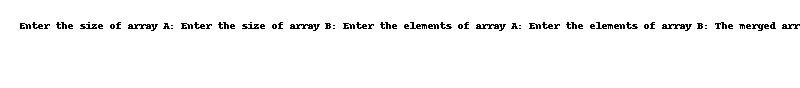 Enter the size of array A: Enter the size of array B: Enter the elements of array A: Enter the elements of array B: The merged arr